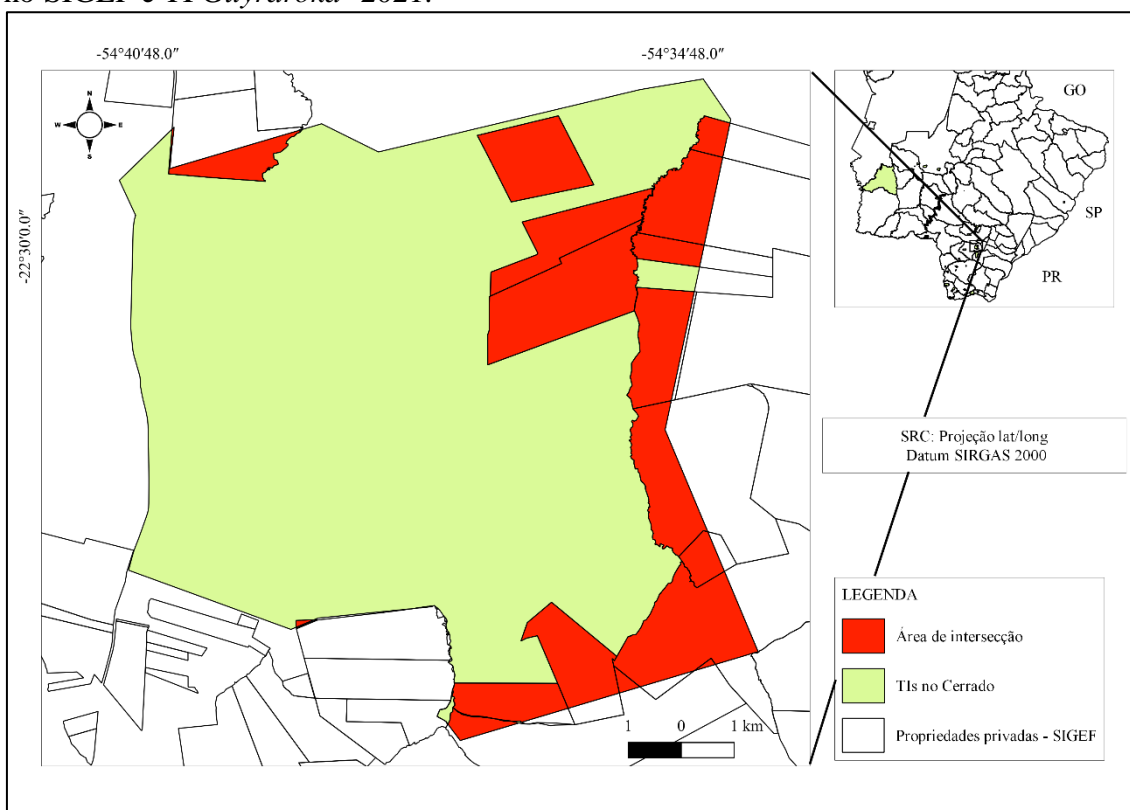 no SIGEF e TI Guyraroká- 2021.
-54°40'48.0" -54°34'48.0"
-22°30'0.0"
N
W E
S
GO
SP
PR
SRC: Projeção lat/long
Datum SIRGAS 2000
LEGENDA
Área de intersecção
TIs no Cerrado
Propriedades privadas - SIGEF
1 0 1 km